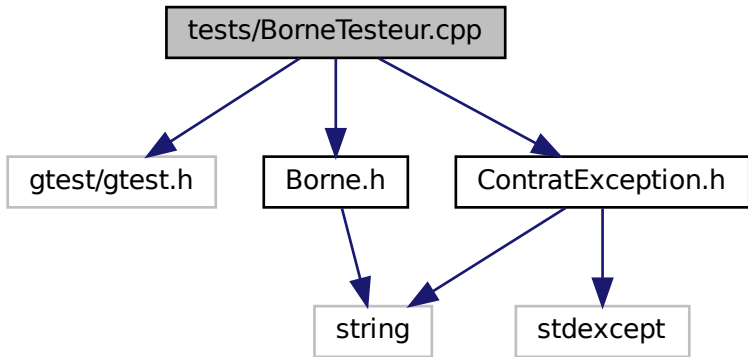 tests/BorneTesteur.cpp
gtest/gtest.h
Borne.h
ContratException.h
string
stdexcept